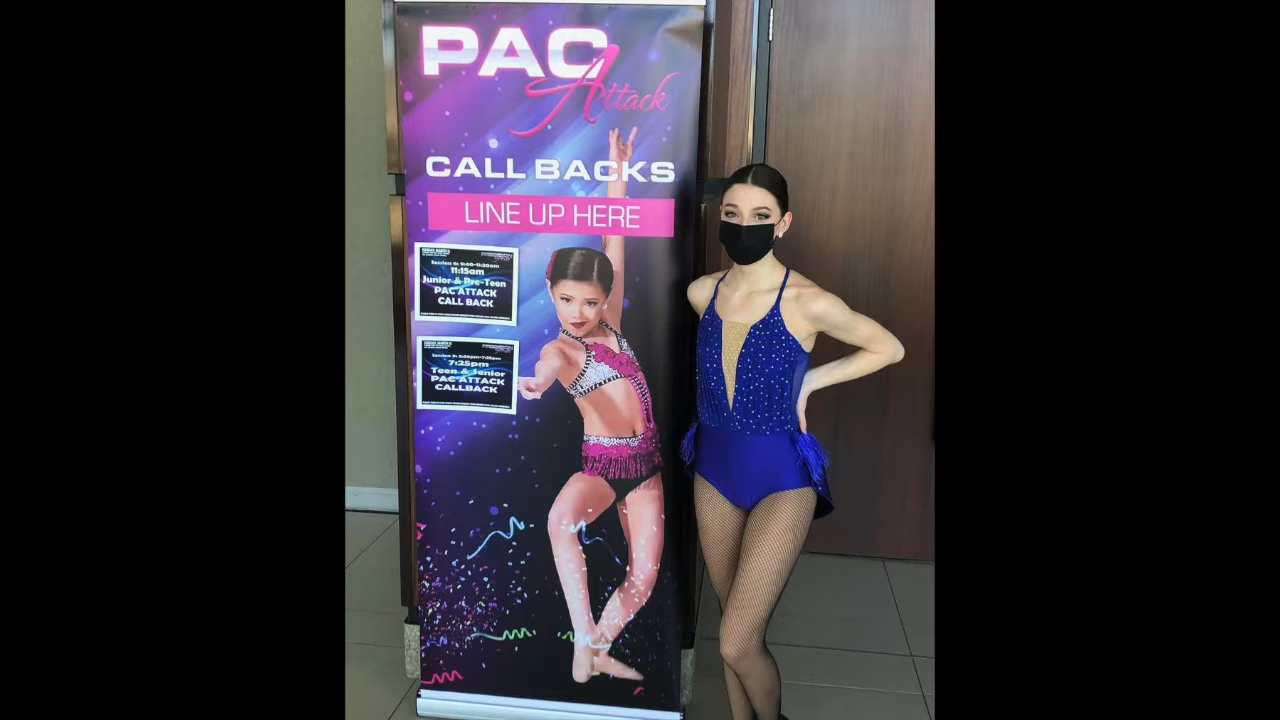 PAC
Attack
CALL BACKS
LINE UP HERE
11:15am
Junior & Pre-Teen
PAC ATTACK
CALL BACK
7:25pm
Teen & Senior
PAC ATTACK
CALLBACK